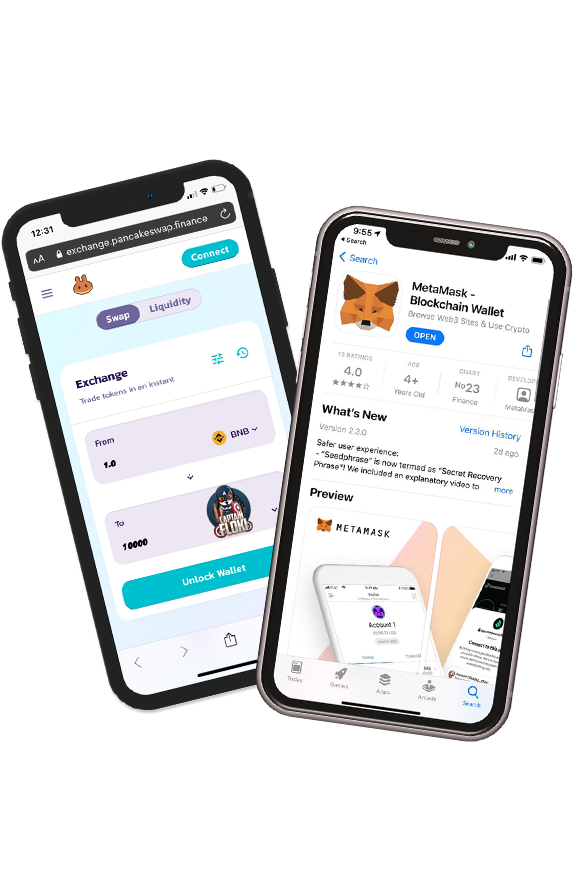 12:31
AA exchange.pancakeswap.finance
Connect
Swap Liquidity
Exchange
Trade tokens in an instant
From
1.0 BNB
To
CAPTAIN
FLOKI
10000
Unlock Wallet
9:55
Search
Search
MetaMask -
Blockchain Wallet
Browse Web3 Sites & Use Crypto
OPEN
13 RATINGS AGE CHART DEVELOP
4.0 4+ No23
Years Old Finance MetaMas
What's New Version History
Version 2.3.0 2d ago
Safer user experience:
- "Seedphrase" is now termed as "Secret Recovery
Phrase"! We included an explanatory video to more
Preview
METAMASK
Account 1
Today Games Apps Arcade Search